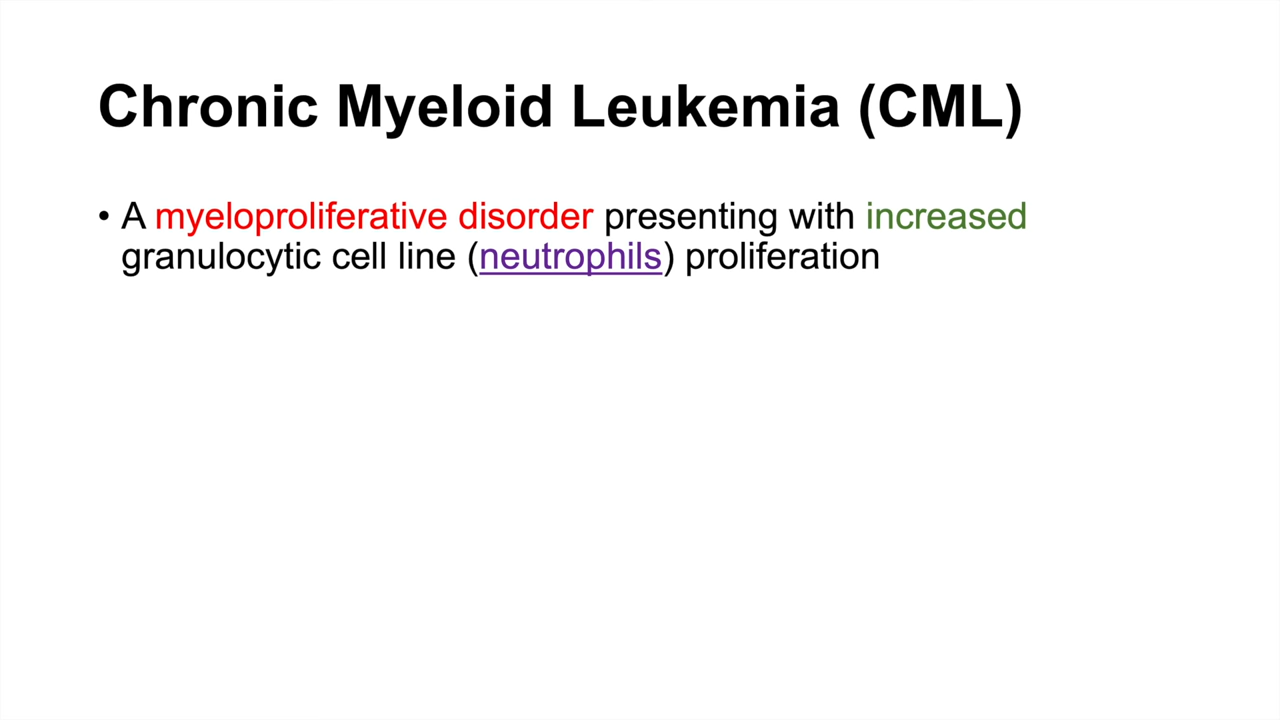 Chronic Myeloid Leukemia (CML)
• A myeloproliferative disorder presenting with increased
granulocytic cell line (neutrophils) proliferation